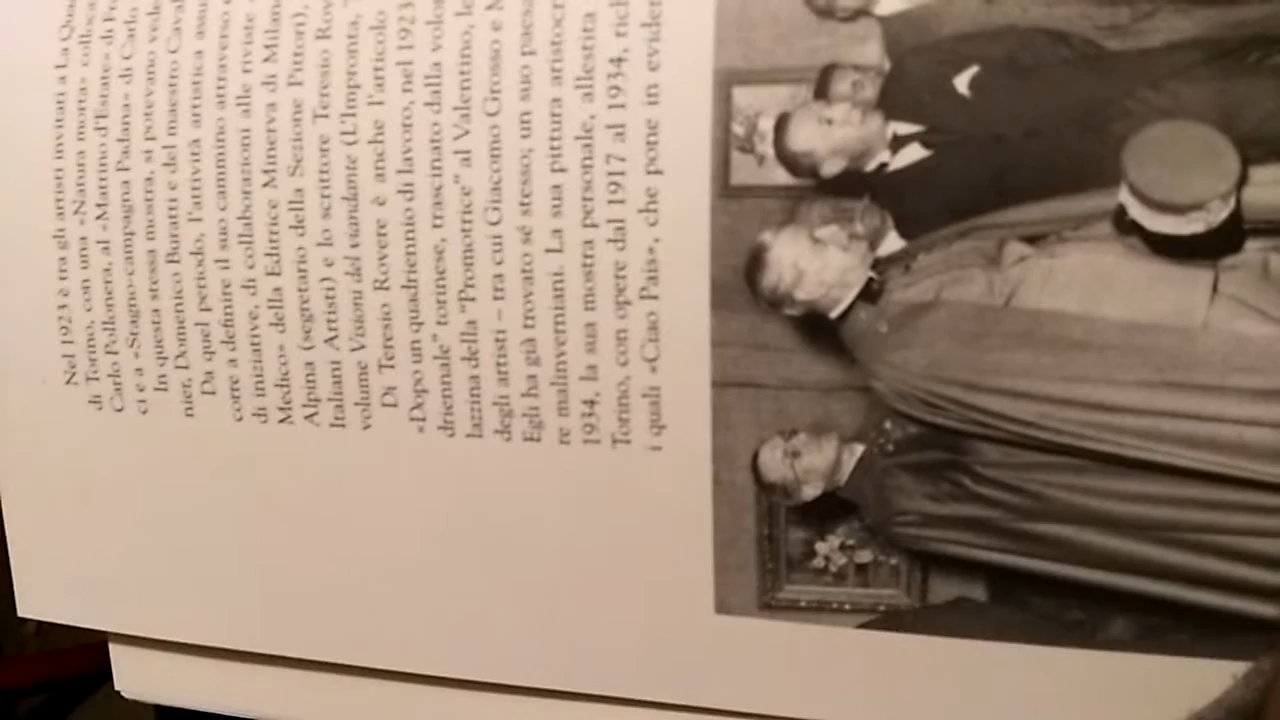 Nel 1923 è tra gli artisti invitati a La Qua
di Torino, con una «Natura morta» colloca
Carlo Pollonera, al «Mattino d'Estate» di Fr
ci e a «Stagno-campagna Padana» di Carlo
In questa stessa mostra, si potevano vede
nier, Domenico Buratti e del maestro Caval
Da quel periodo, l'attività artistica assu
corre a definire il suo cammino attraverso
di iniziative, di collaborazioni alle riviste
Medico» della Editrice Minerva di Milano
Alpina (segretario della Sezione Pittori),
Italiani Artisti) e lo scrittore Teresio Rov
volume Visioni del viandante (L'Impronta, T
Di Teresio Rovere è anche l'articolo
«Dopo un quadriennio di lavoro, nel 1923
driennale" torinese, trascinato dalla volon
lazzina della "Promotrice" al Valentino, le
degli artisti – tra cui Giacomo Grosso e M
Egli ha già trovato sé stesso; un suo paesa
re malinverniani. La sua pittura aristocr
1934, la sua mostra personale, allestita
Torino, con opere dal 1917 al 1934, rich
i quali «Ciao Pais», che pone in eviden